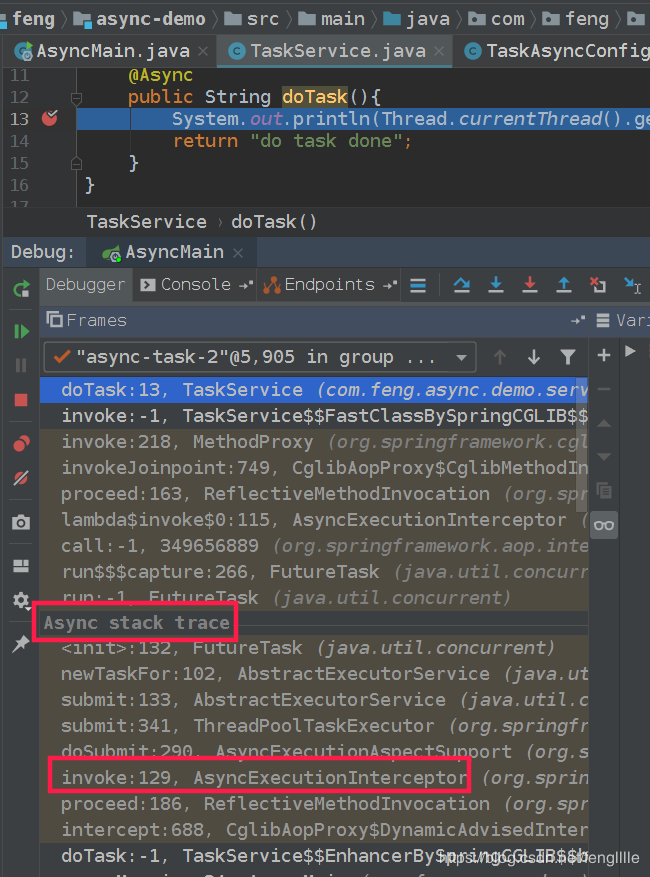 feng async-demo src main java com feng
AsyncMain.java × TaskService.java × TaskAsyncConfig
11 @Async
12 public String doTask(){
13 System.out.println(Thread.currentThread().ge
14 return "do task done";
15 }
16 }
17
TaskService › doTask()
Debug: AsyncMain ×
Debugger Console Endpoints
Frames Vari
"async-task-2"@5,905 in group ...
doTask:13, TaskService (com.feng.async.demo.serv
invoke:-1, TaskService$$FastClassBySpringCGLIB$$
invoke:218, MethodProxy (org.springframework.cgl
invokeJoinpoint:749, CglibAopProxy$CglibMethodIn
proceed:163, ReflectiveMethodInvocation (org.spr
lambda$invoke$0:115, AsyncExecutionInterceptor (
call:-1, 349656889 (org.springframework.aop.inte
run$$$capture:266, FutureTask (java.util.concurr
run:-1, FutureTask (java.util.concurrent)
Async stack trace
<init>:132, FutureTask (java.util.concurrent)
newTaskFor:102, AbstractExecutorService (java.ut
submit:133, AbstractExecutorService (java.util.c
submit:341, ThreadPoolTaskExecutor (org.springfr
doSubmit:290, AsyncExecutionAspectSupport (org.s
invoke:129, AsyncExecutionInterceptor (org.sprin
proceed:186, ReflectiveMethodInvocation (org.spr
intercept:688, CglibAopProxy$DynamicAdvisedInter
doTask:-1, TaskService$$EnhancerBySpringCGLIB$$b